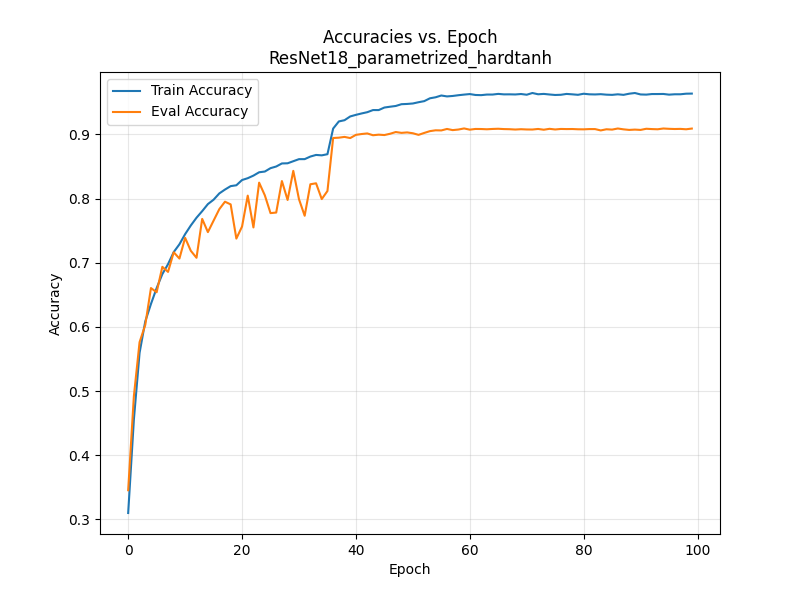 Accuracies vs. Epoch
ResNet18_parametrized_hardtanh
Train Accuracy
Eval Accuracy
Accuracy
0.9
0.8
0.7
0.6
0.5
0.4
0.3
0 20 40 60 80 100
Epoch